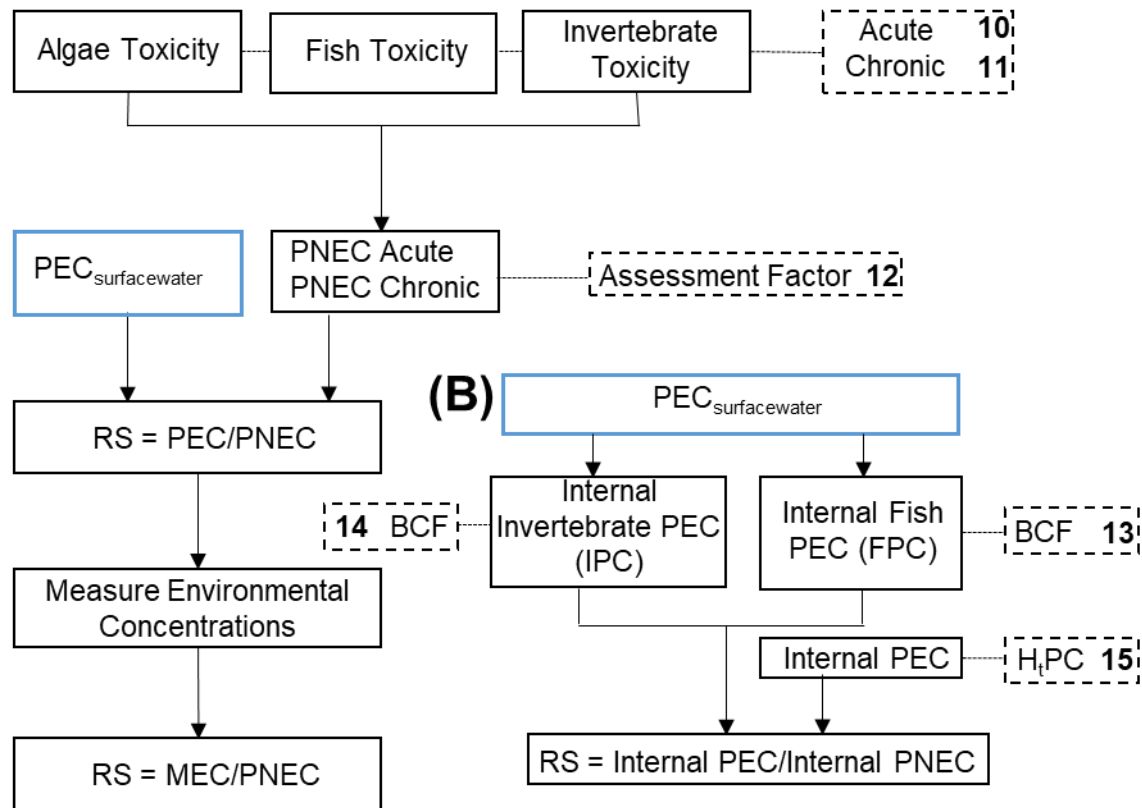 Algae Toxicity
Fish Toxicity
Invertebrate
Toxicity
Acute 10
Chronic 11
PECsurfacewater
PNEC Acute
PNEC Chronic
Assessment Factor 12
RS = PEC/PNEC
Measure Environmental
Concentrations
RS = MEC/PNEC
(B)
PECsurfacewater
14 BCF
Internal
Invertebrate PEC
(IPC)
Internal Fish
PEC (FPC)
BCF 13
Internal PEC
HtPC 15
RS = Internal PEC/Internal PNEC